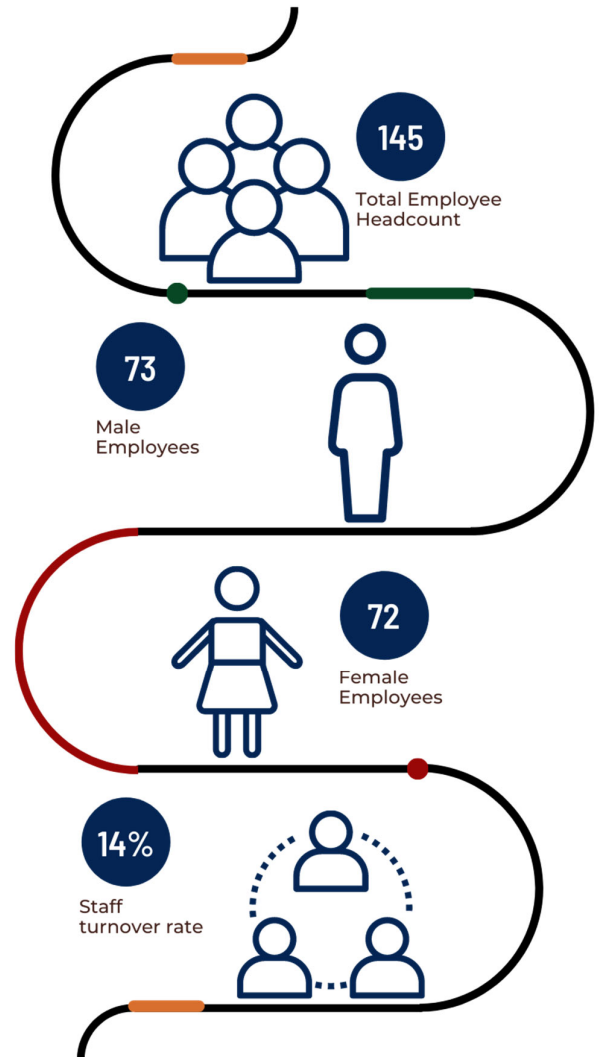 145
Total Employee
Headcount
73
Male
Employees
72
Female
Employees
14%
Staff
turnover rate